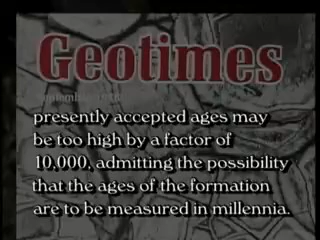 Geotimes
presently accepted ages may
be too high by a factor of
10,000, admitting the possibility
that the ages of the formation
are to be measured in millennia.